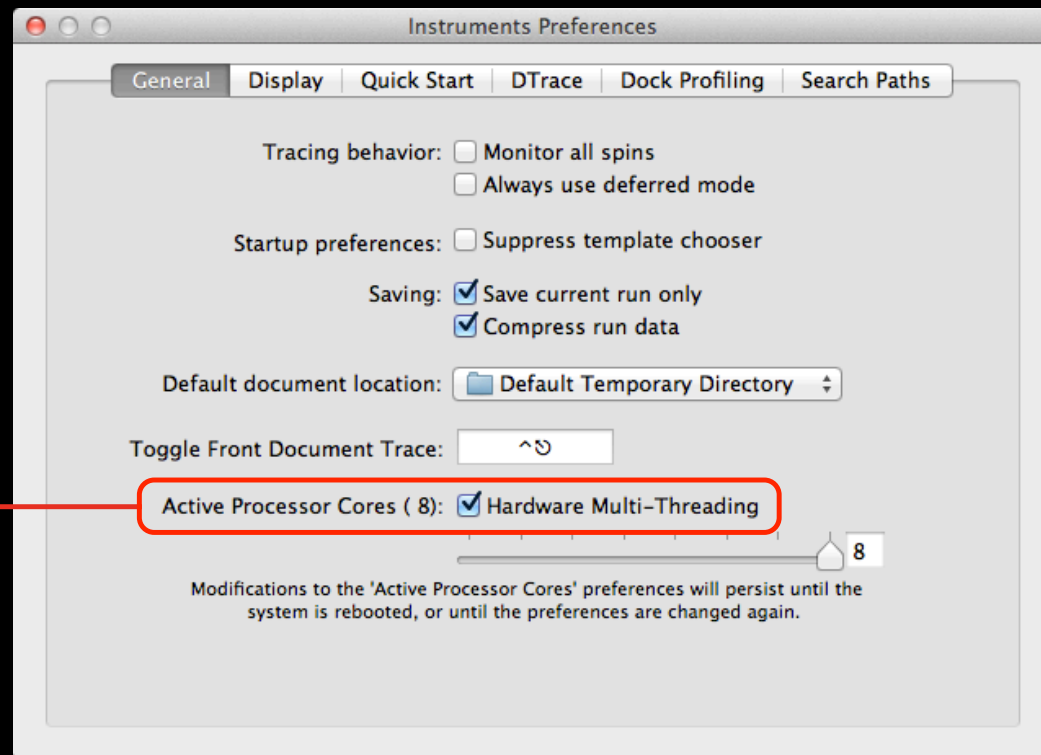 Instruments Preferences
General Display Quick Start DTrace Dock Profiling Search Paths
Tracing behavior: Monitor all spins
Always use deferred mode
Startup preferences: Suppress template chooser
Saving: Save current run only
Compress run data
Default document location: Default Temporary Directory
Toggle Front Document Trace: ^⎋
Active Processor Cores ( 8): Hardware Multi-Threading
8
Modifications to the 'Active Processor Cores' preferences will persist until the
system is rebooted, or until the preferences are changed again.